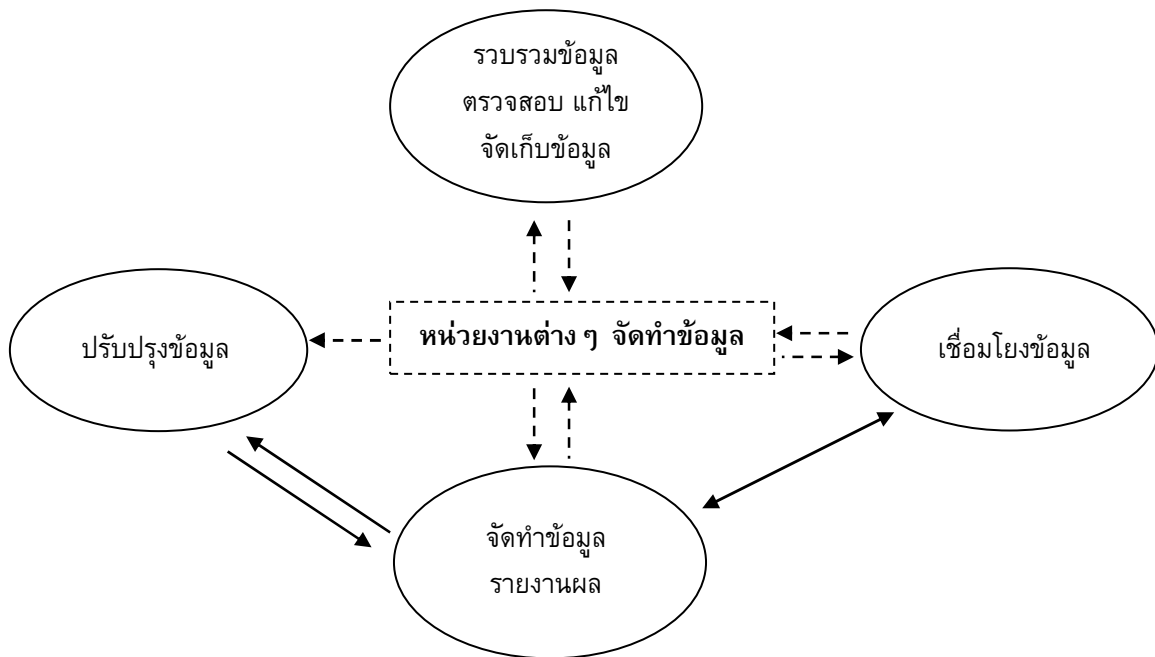 รวบรวมข้อมูล
ตรวจสอบ แก้ไข
จัดเก็บข้อมูล
ปรับปรุงข้อมูล
หน่วยงานต่าง ๆ จัดทำข้อมูล
เชื่อมโยงข้อมูล
จัดทำข้อมูล
รายงานผล